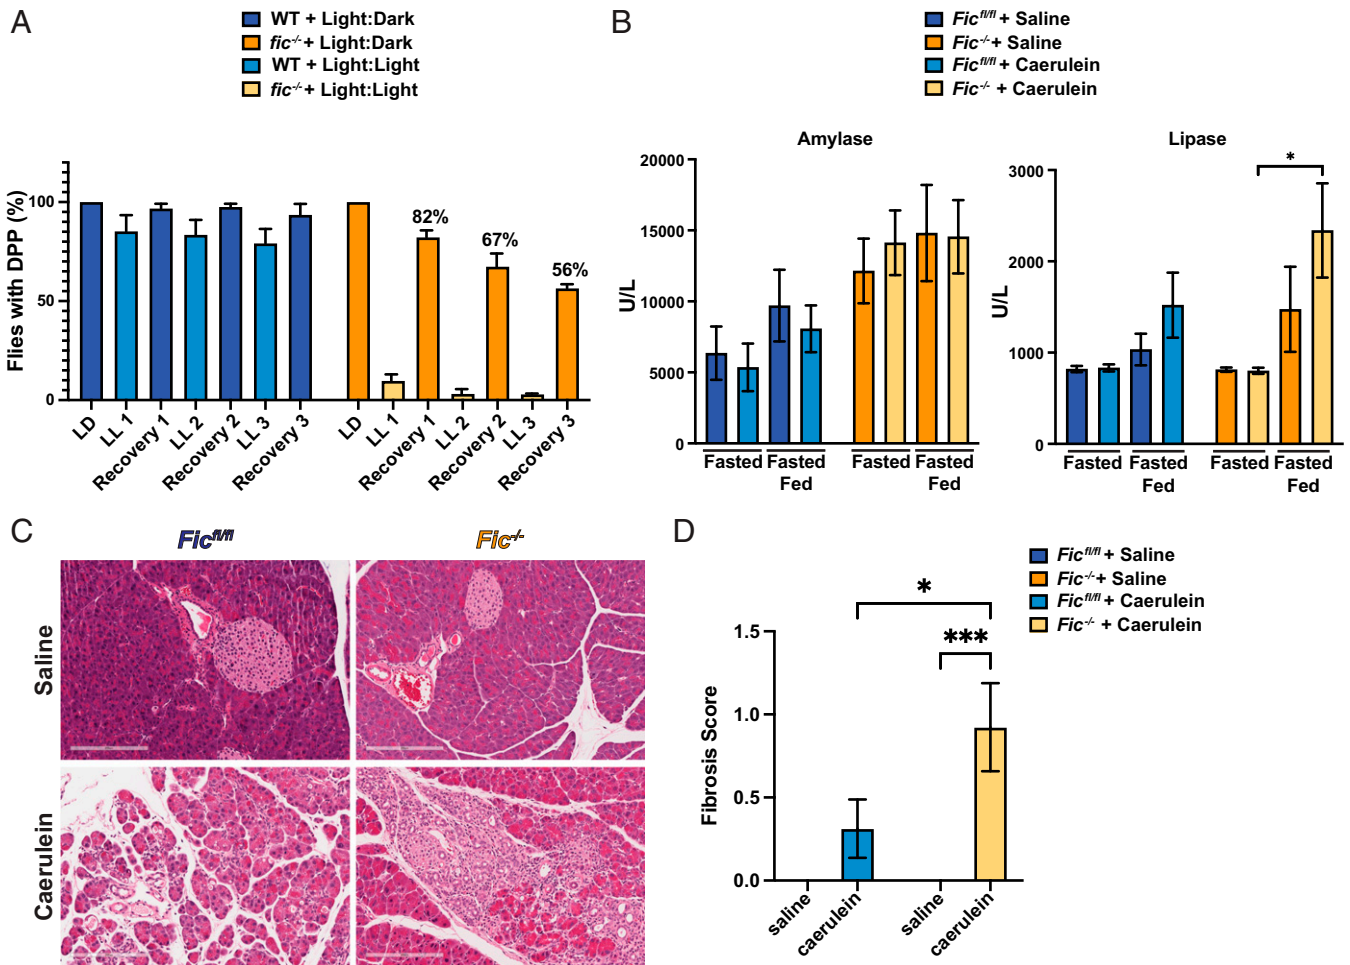 A
WT + Light:Dark
fic-/- + Light:Dark
WT + Light:Light
fic-/- + Light:Light
Flies with DPP (%)
100
50
0
82%
67%
56%
LD
LL 1
Recovery 1
LL 2
Recovery 2
LL 3
Recovery 3
LD
LL 1
Recovery 1
LL 2
Recovery 2
LL 3
Recovery 3
B
Ficfl/fl + Saline
Fic-/- + Saline
Ficfl/fl + Caerulein
Fic-/- + Caerulein
Amylase
U/L
20000
15000
10000
5000
0
Fasted
Fasted
Fed
Fasted
Fasted
Fed
Lipase
U/L
3000
2000
1000
0
*
Fasted
Fasted
Fed
Fasted
Fasted
Fed
C
Ficfl/fl
Fic-/-
Saline
Caerulein
D
Ficfl/fl + Saline
Fic-/- + Saline
Ficfl/fl + Caerulein
Fic-/- + Caerulein
*
***
Fibrosis Score
1.5
1.0
0.5
0.0
saline
caerulein
saline
caerulein